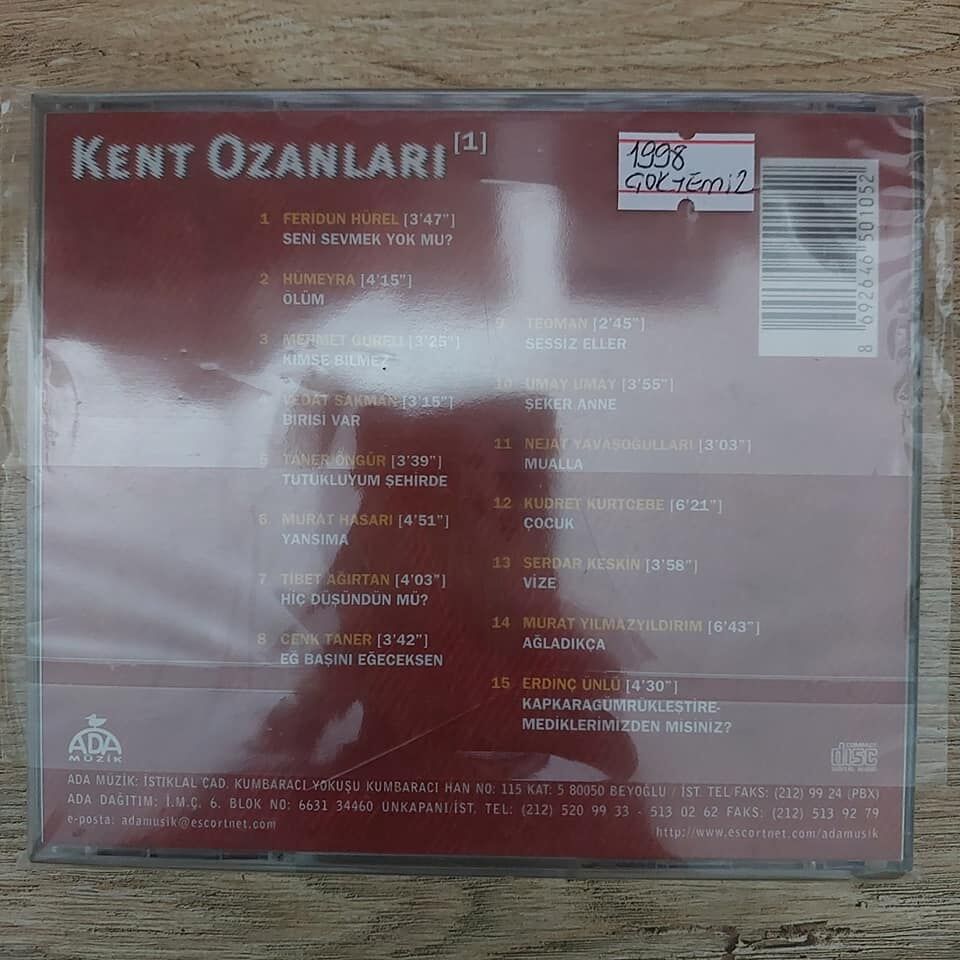 KENT OZANLARI [1]
1998
ÇOK TEMİZ
1 FERİDUN HÜREL [3'47"]
SENİ SEVMEK YOK MU?
2 HÜMEYRA [4'15"]
ÖLÜM
3 MEHMET GÜRELİ [3'25"]
KİMSE BİLMEZ
4 VEDAT SAKMAN [3'15"]
BİRİSİ VAR
5 TANER ÖNGÜR [3'39"]
TUTUKLUYUM ŞEHİRDE
6 MURAT HASARI [4'51"]
YANSIMA
7 TİBET AĞIRTAN [4'03"]
HİÇ DÜŞÜNDÜN MÜ?
8 CENK TANER [3'42"]
EĞ BAŞINI EĞECEKSEN
9 TEOMAN [2'45"]
SESSİZ ELLER
10 UMAY UMAY [3'55"]
ŞEKER ANNE
11 NEJAT YAVAŞOĞULLARI [3'03"]
MUALLA
12 KUDRET KURTCEBE [6'21"]
ÇOCUK
13 SERDAR KESKİN [3'58"]
VİZE
14 MURAT YILMAZYILDIRIM [6'43"]
AĞLADIKÇA
15 ERDİNÇ ÜNLÜ [4'30"]
KAPKARAGÜMRÜKLEŞTİRE-
MEDİKLERİMİZDEN MİSİNİZ?
8 692646 501052
ADA
MÜZİK
COMPACT
disc
DIGITAL AUDIO
ADA MÜZİK: İSTİKLAL CAD. KUMBARACI YOKUŞU KUMBARACI HAN NO: 115 KAT: 5 80050 BEYOĞLU / İST. TEL FAKS: (212) 99 24 (PBX)
ADA DAĞITIM: İ.M.Ç. 6. BLOK NO: 6631 34460 UNKAPANI/İST. TEL: (212) 520 99 33 - 513 02 62 FAKS: (212) 513 92 79
e-posta: adamusik@escortnet.com
http://www.escortnet.com/adamusik